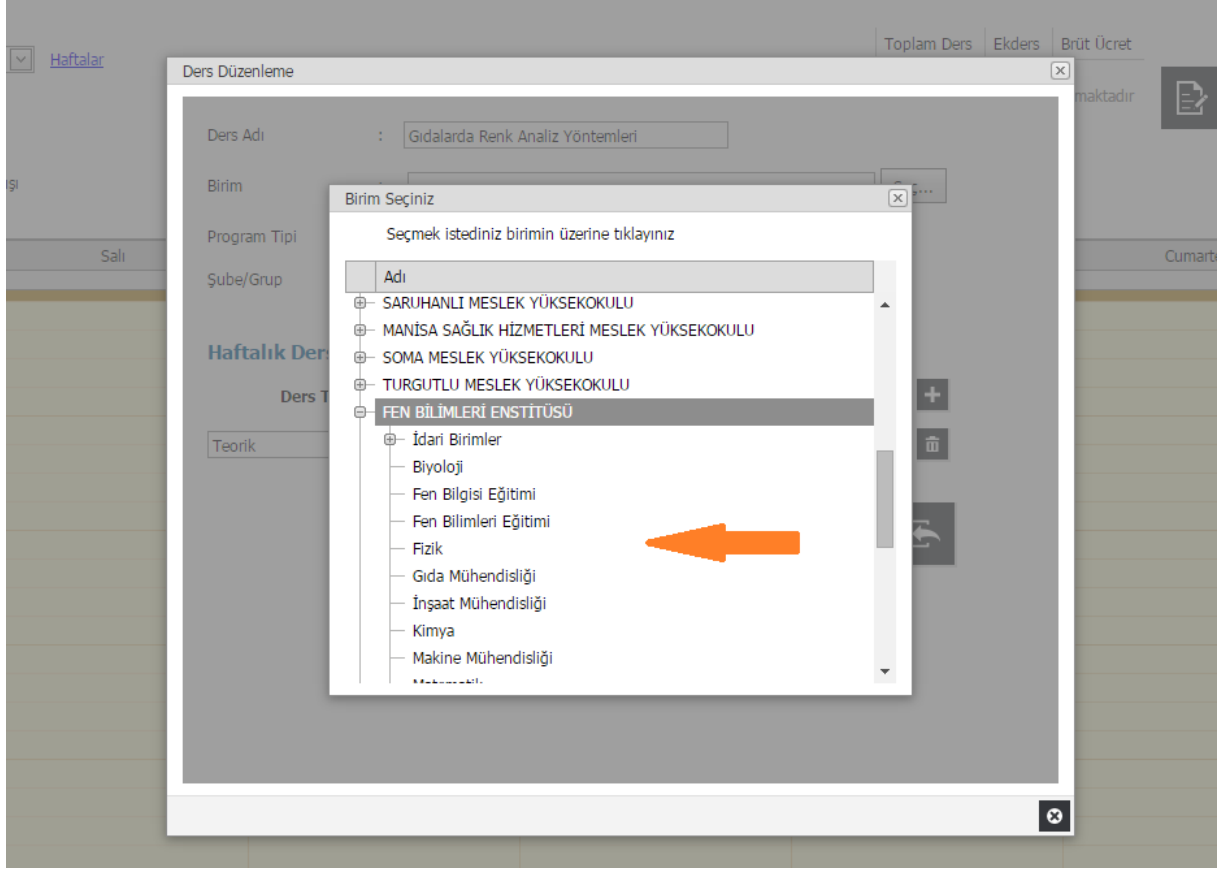 Toplam Ders Ekders Brüt Ücret
Haftalar
Ders Düzenleme
maktadır
Ders Adı : Gıdalarda Renk Analiz Yöntemleri
şı
Birim :
Birim Seçiniz
Program Tipi
Seçmek istediniz birimin üzerine tıklayınız
Salı
Cumarte
Şube/Grup
Adı
SARUHANLI MESLEK YÜKSEKOKULU
MANİSA SAĞLIK HİZMETLERİ MESLEK YÜKSEKOKULU
Haftalık Der
SOMA MESLEK YÜKSEKOKULU
TURGUTLU MESLEK YÜKSEKOKULU
Ders T
FEN BİLİMLERİ ENSTİTÜSÜ
Teorik
İdari Birimler
Biyoloji
Fen Bilgisi Eğitimi
Fen Bilimleri Eğitimi
Fizik
Gıda Mühendisliği
İnşaat Mühendisliği
Kimya
Makine Mühendisliği